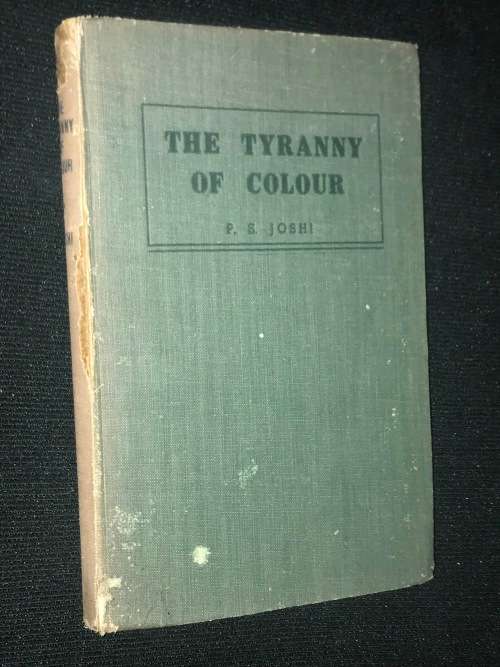 THE TYRANNY
OF COLOUR
P. S. JOSHI